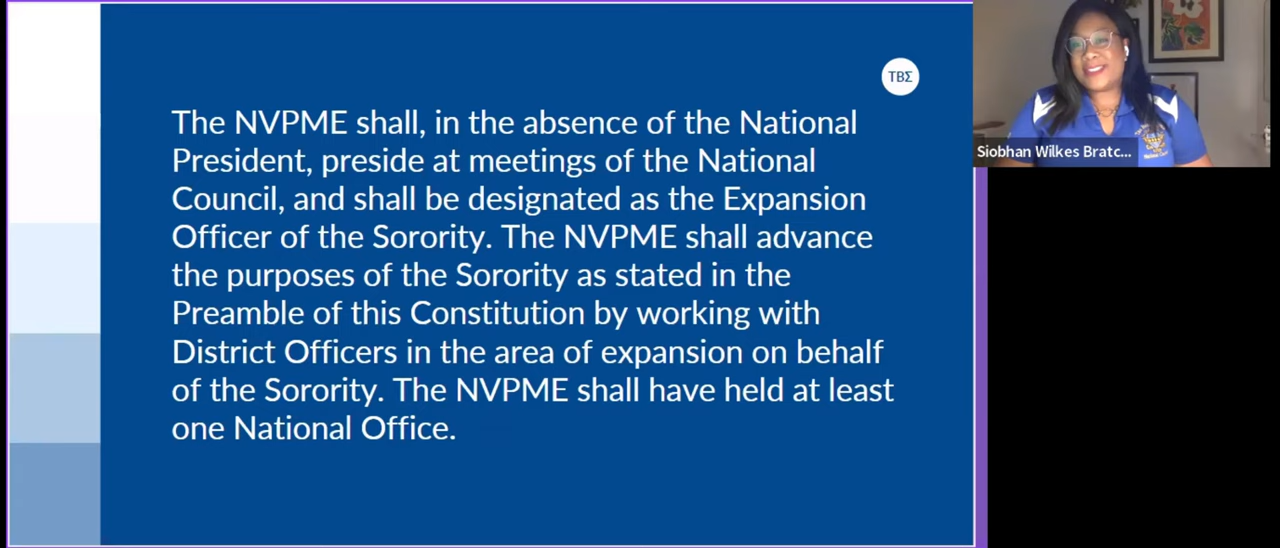 TBΣ
The NVPME shall, in the absence of the National
President, preside at meetings of the National
Council, and shall be designated as the Expansion
Officer of the Sorority. The NVPME shall advance
the purposes of the Sorority as stated in the
Preamble of this Constitution by working with
District Officers in the area of expansion on behalf
of the Sorority. The NVPME shall have held at least
one National Office.
Siobhan Wilkes Bratc...